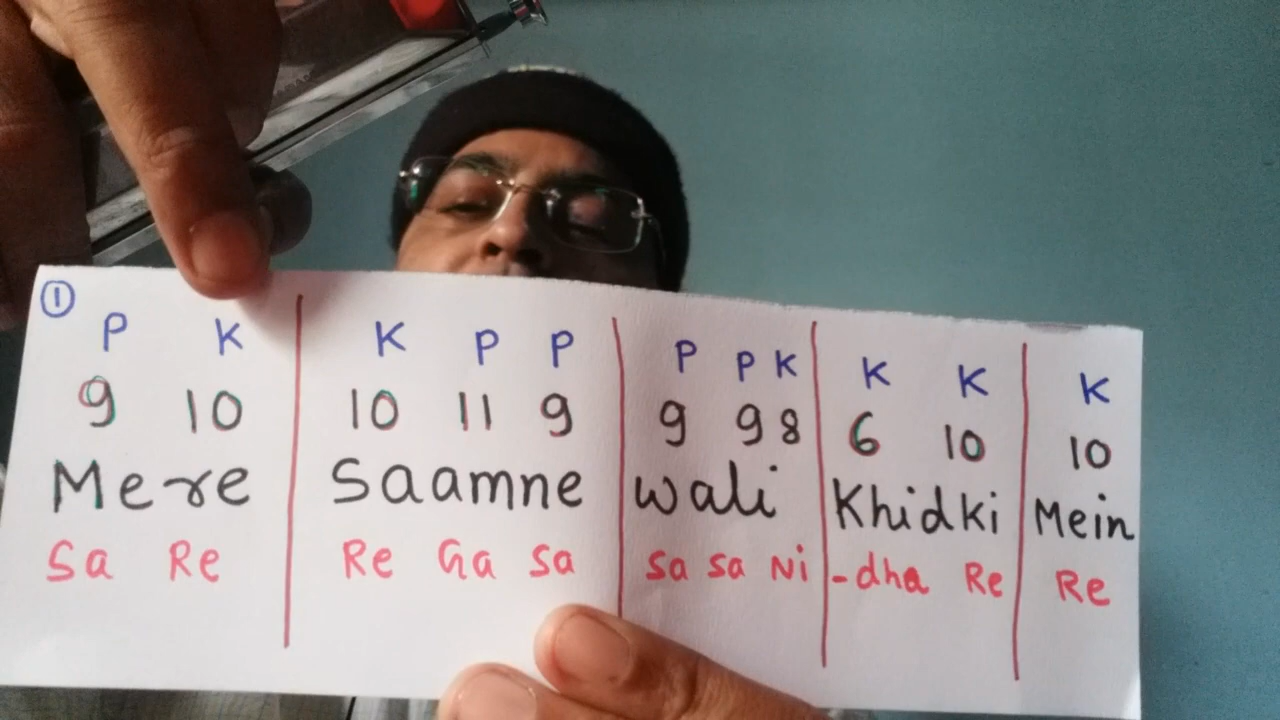 ①
P K K P P P P K K K K
9 10 10 11 9 9 9 8 6 10 10
Mere Saamne Wali Khidki Mein
Sa Re Re Ga Sa Sa Sa Ni -dha Re Re